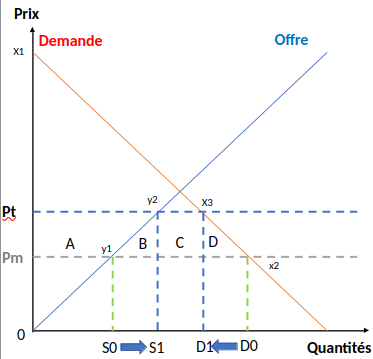 Prix
Demande
Offre
X1
y2
X3
Pt
A
y1
B
C
D
Pm
x2
0
S0
S1
D1
D0
Quantités